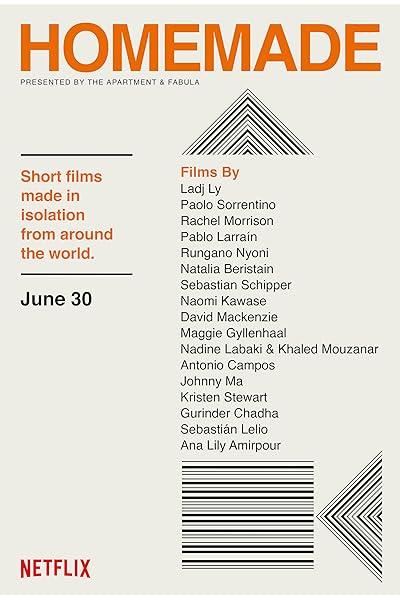 HOMEMADE
PRESENTED BY THE APARTMENT & FABULA
Short films
made in
isolation
from around
the world.
June 30
Films By
Ladj Ly
Paolo Sorrentino
Rachel Morrison
Pablo Larraín
Rungano Nyoni
Natalia Beristain
Sebastian Schipper
Naomi Kawase
David Mackenzie
Maggie Gyllenhaal
Nadine Labaki & Khaled Mouzanar
Antonio Campos
Johnny Ma
Kristen Stewart
Gurinder Chadha
Sebastián Lelio
Ana Lily Amirpour
NETFLIX